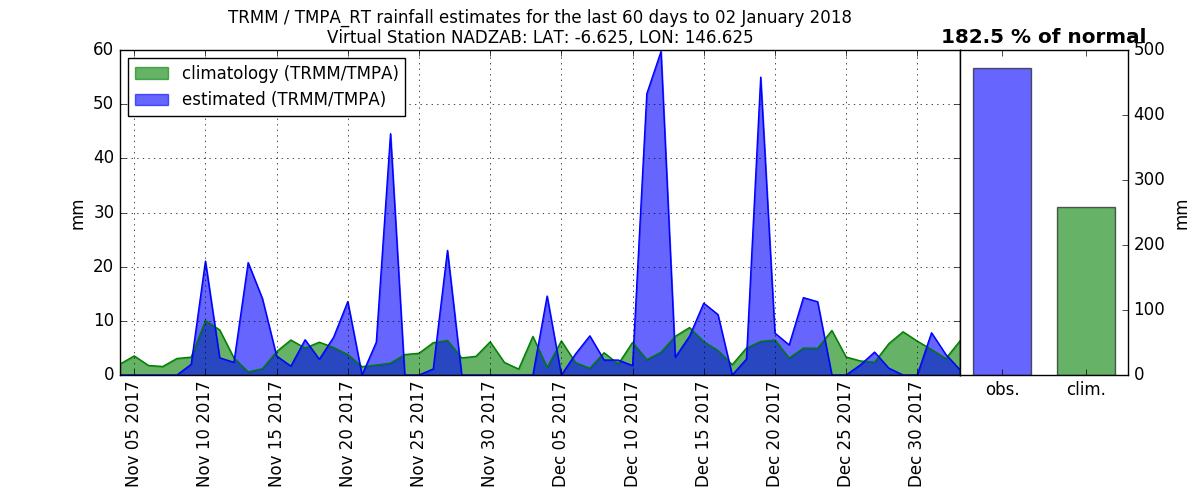 TRMM / TMPA_RT rainfall estimates for the last 60 days to 02 January 2018
Virtual Station NADZAB: LAT: -6.625, LON: 146.625
182.5 % of normal
climatology (TRMM/TMPA)
estimated (TRMM/TMPA)
60
50
40
30
20
10
0
mm
500
400
300
200
100
0
mm
Nov 05 2017
Nov 10 2017
Nov 15 2017
Nov 20 2017
Nov 25 2017
Nov 30 2017
Dec 05 2017
Dec 10 2017
Dec 15 2017
Dec 20 2017
Dec 25 2017
Dec 30 2017
obs.
clim.